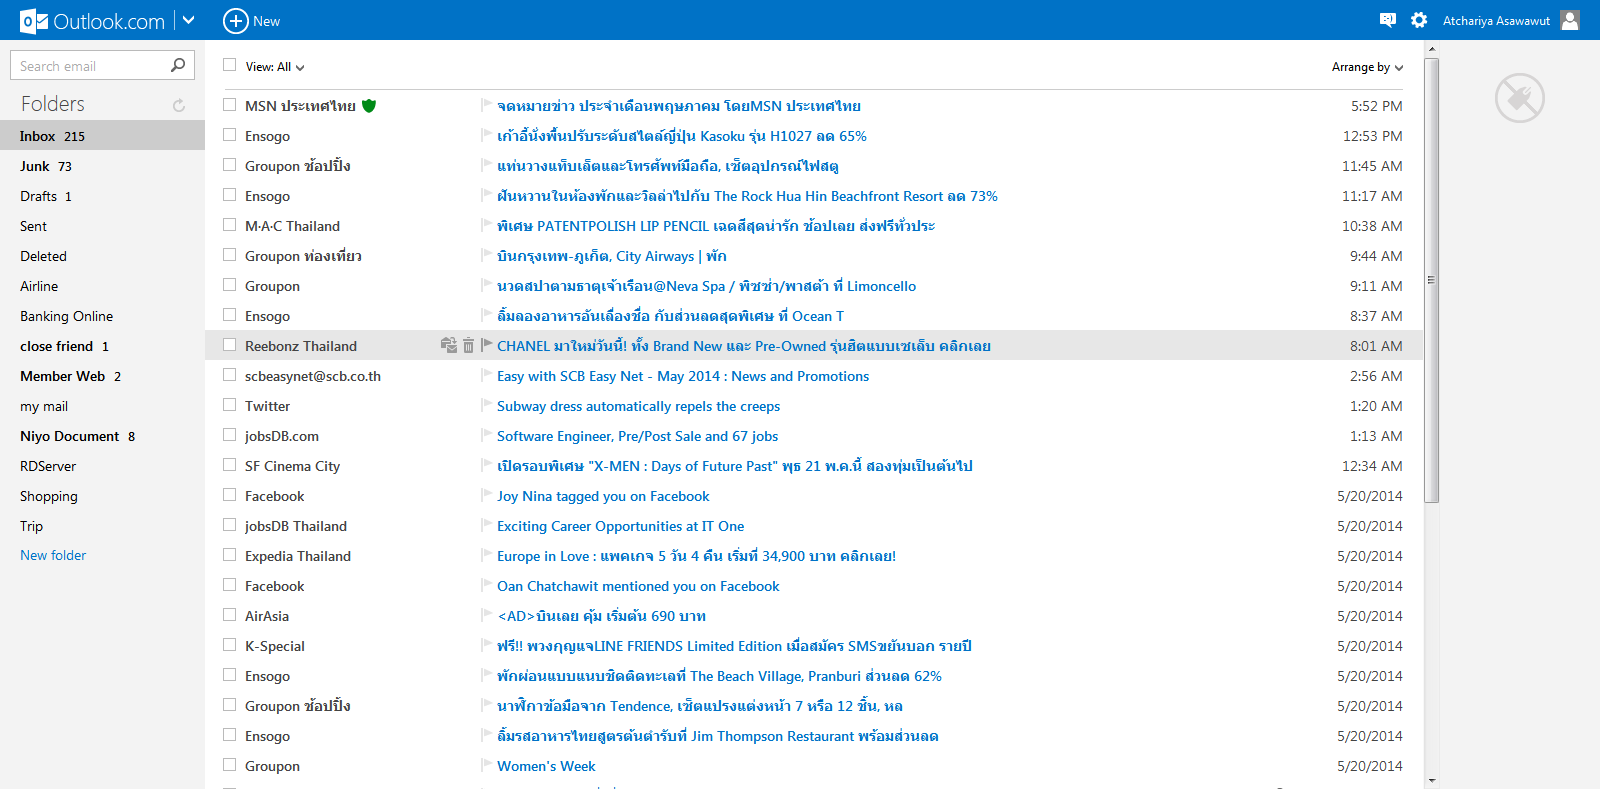 Outlook.com
New
Atchariya Asawawut
Search email
Folders
Inbox 215
Junk 73
Drafts 1
Sent
Deleted
Airline
Banking Online
close friend 1
Member Web 2
my mail
Niyo Document 8
RDServer
Shopping
Trip
New folder
View: All
Arrange by
MSN ประเทศไทย จดหมายข่าว ประจำเดือนพฤษภาคม โดยMSN ประเทศไทย 5:52 PM
Ensogo เก้าอี้นั่งพื้นปรับระดับสไตล์ญี่ปุ่น Kasoku รุ่น H1027 ลด 65% 12:53 PM
Groupon ช้อปปิ้ง แท่นวางแท็บเล็ตและโทรศัพท์มือถือ, เซ็ตอุปกรณ์ไฟสตู 11:45 AM
Ensogo ฝันหวานในห้องพักและวิลล่าไปกับ The Rock Hua Hin Beachfront Resort ลด 73% 11:17 AM
M·A·C Thailand พิเศษ PATENTPOLISH LIP PENCIL เฉดสีสุดน่ารัก ช้อปเลย ส่งฟรีทั่วประ 10:38 AM
Groupon ท่องเที่ยว บินกรุงเทพ-ภูเก็ต, City Airways | พัก 9:44 AM
Groupon นวดสปาตามธาตุเจ้าเรือน@Neva Spa / พิซซ่า/พาสต้า ที่ Limoncello 9:11 AM
Ensogo ลิ้มลองอาหารอันเลื่องชื่อ กับส่วนลดสุดพิเศษ ที่ Ocean T 8:37 AM
Reebonz Thailand CHANEL มาใหม่วันนี้! ทั้ง Brand New และ Pre-Owned รุ่นฮิตแบบเซเล็บ คลิกเลย 8:01 AM
scbeasynet@scb.co.th Easy with SCB Easy Net - May 2014 : News and Promotions 2:56 AM
Twitter Subway dress automatically repels the creeps 1:20 AM
jobsDB.com Software Engineer, Pre/Post Sale and 67 jobs 1:13 AM
SF Cinema City เปิดรอบพิเศษ "X-MEN : Days of Future Past" พุธ 21 พ.ค.นี้ สองทุ่มเป็นต้นไป 12:34 AM
Facebook Joy Nina tagged you on Facebook 5/20/2014
jobsDB Thailand Exciting Career Opportunities at IT One 5/20/2014
Expedia Thailand Europe in Love : แพคเกจ 5 วัน 4 คืน เริ่มที่ 34,900 บาท คลิกเลย! 5/20/2014
Facebook Oan Chatchawit mentioned you on Facebook 5/20/2014
AirAsia <AD>บินเลย คุ้ม เริ่มต้น 690 บาท 5/20/2014
K-Special ฟรี!! พวงกุญแจLINE FRIENDS Limited Edition เมื่อสมัคร SMSขยันบอก รายปี 5/20/2014
Ensogo พักผ่อนแบบแนบชิดติดทะเลที่ The Beach Village, Pranburi ส่วนลด 62% 5/20/2014
Groupon ช้อปปิ้ง นาฬิกาข้อมือจาก Tendence, เซ็ตแปรงแต่งหน้า 7 หรือ 12 ชิ้น, หล 5/20/2014
Ensogo ลิ้มรสอาหารไทยสูตรต้นตำรับที่ Jim Thompson Restaurant พร้อมส่วนลด 5/20/2014
Groupon Women's Week 5/20/2014